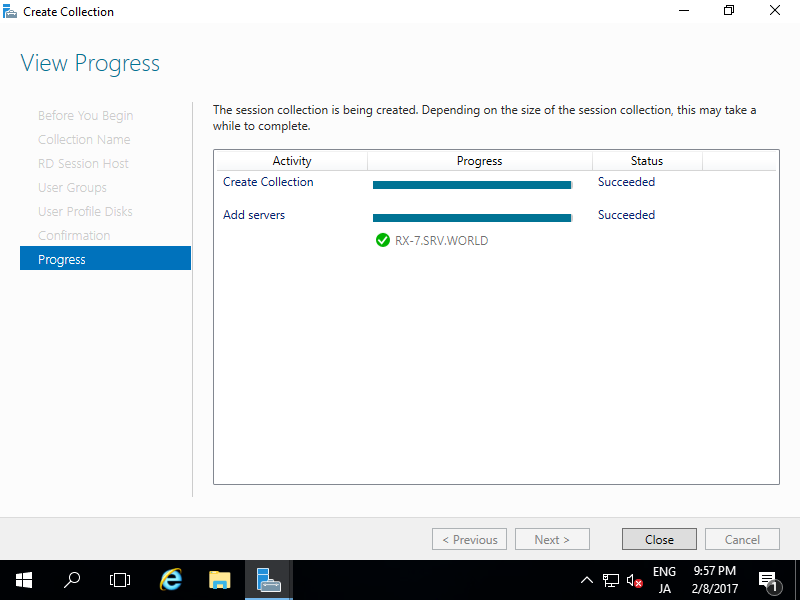 Create Collection
View Progress
Before You Begin
Collection Name
RD Session Host
User Groups
User Profile Disks
Confirmation
Progress
The session collection is being created. Depending on the size of the session collection, this may take a
while to complete.
Activity Progress Status
Create Collection Succeeded
Add servers Succeeded
RX-7.SRV.WORLD
< Previous Next > Close Cancel
ENG 9:57 PM
JA 2/8/2017
1